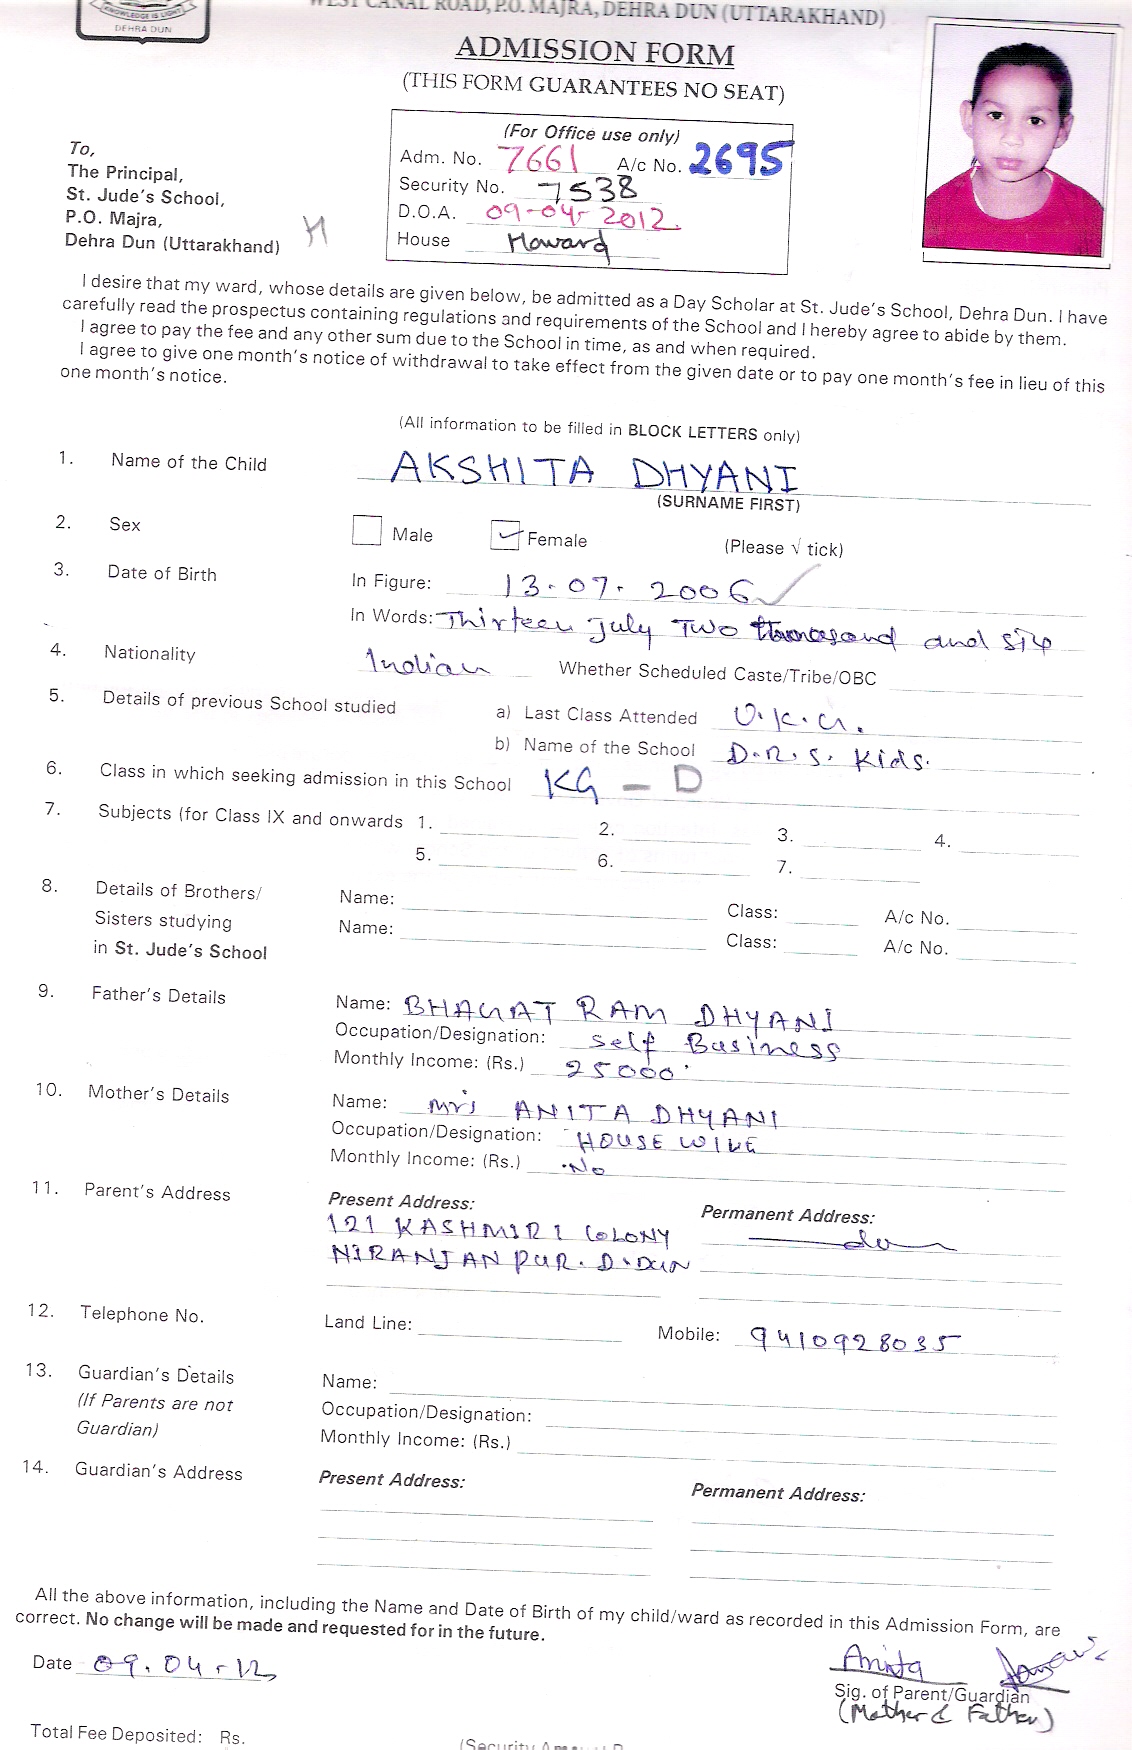 KNOWLEDGE IS LIGHT
DEHRA DUN
WEST CANAL ROAD, P.O. MAJRA, DEHRA DUN (UTTARAKHAND)
ADMISSION FORM
(THIS FORM GUARANTEES NO SEAT)
(For Office use only)
Adm. No. 7661 A/c No. 2695
Security No. 7538
D.O.A. 09-04-2012.
House Howard
To,
The Principal,
St. Jude's School,
P.O. Majra,
Dehra Dun (Uttarakhand)
H
I desire that my ward, whose details are given below, be admitted as a Day Scholar at St. Jude's School, Dehra Dun. I have
carefully read the prospectus containing regulations and requirements of the School and I hereby agree to abide by them.
I agree to pay the fee and any other sum due to the School in time, as and when required.
I agree to give one month's notice of withdrawal to take effect from the given date or to pay one month's fee in lieu of this
one month's notice.
(All information to be filled in BLOCK LETTERS only)
1. Name of the Child AKSHITA DHYANI
(SURNAME FIRST)
2. Sex Male Female (Please √ tick)
3. Date of Birth In Figure: 13.07.2006
In Words: Thirteen July Two thousand and six
4. Nationality Indian Whether Scheduled Caste/Tribe/OBC
5. Details of previous School studied a) Last Class Attended U.K.G.
b) Name of the School D.R.S. Kids.
6. Class in which seeking admission in this School KG - D
7. Subjects (for Class IX and onwards 1. 2. 3. 4.
5. 6. 7.
8. Details of Brothers/ Name: Class: A/c No.
Sisters studying Name: Class: A/c No.
in St. Jude's School
9. Father's Details Name: BHAGAT RAM DHYANI
Occupation/Designation: Self Business
Monthly Income: (Rs.) 25000
10. Mother's Details Name: Mrs ANITA DHYANI
Occupation/Designation: HOUSE WIFE
Monthly Income: (Rs.) No
11. Parent's Address Present Address: Permanent Address:
121 KASHMIRI COLONY do
NIRANJANPUR. D.DUN
12. Telephone No. Land Line: Mobile: 9410928035
13. Guardian's Details Name:
(If Parents are not Occupation/Designation:
Guardian) Monthly Income: (Rs.)
14. Guardian's Address Present Address: Permanent Address:
All the above information, including the Name and Date of Birth of my child/ward as recorded in this Admission Form, are
correct. No change will be made and requested for in the future.
Date 09.04-12 Anita
Sig. of Parent/Guardian
(Mother & Father)
Total Fee Deposited: Rs. (Security Amount